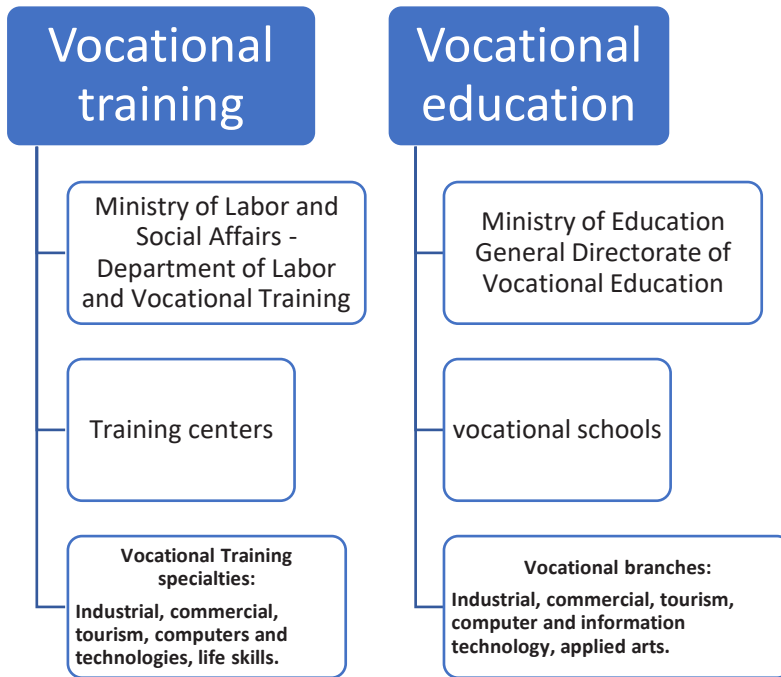 Vocational
training
Ministry of Labor and
Social Affairs -
Department of Labor
and Vocational Training
Training centers
Vocational Training
specialties:
Industrial, commercial,
tourism, computers and
technologies, life skills.
Vocational
education
Ministry of Education
General Directorate of
Vocational Education
vocational schools
Vocational branches:
Industrial, commercial, tourism,
computer and information
technology, applied arts.